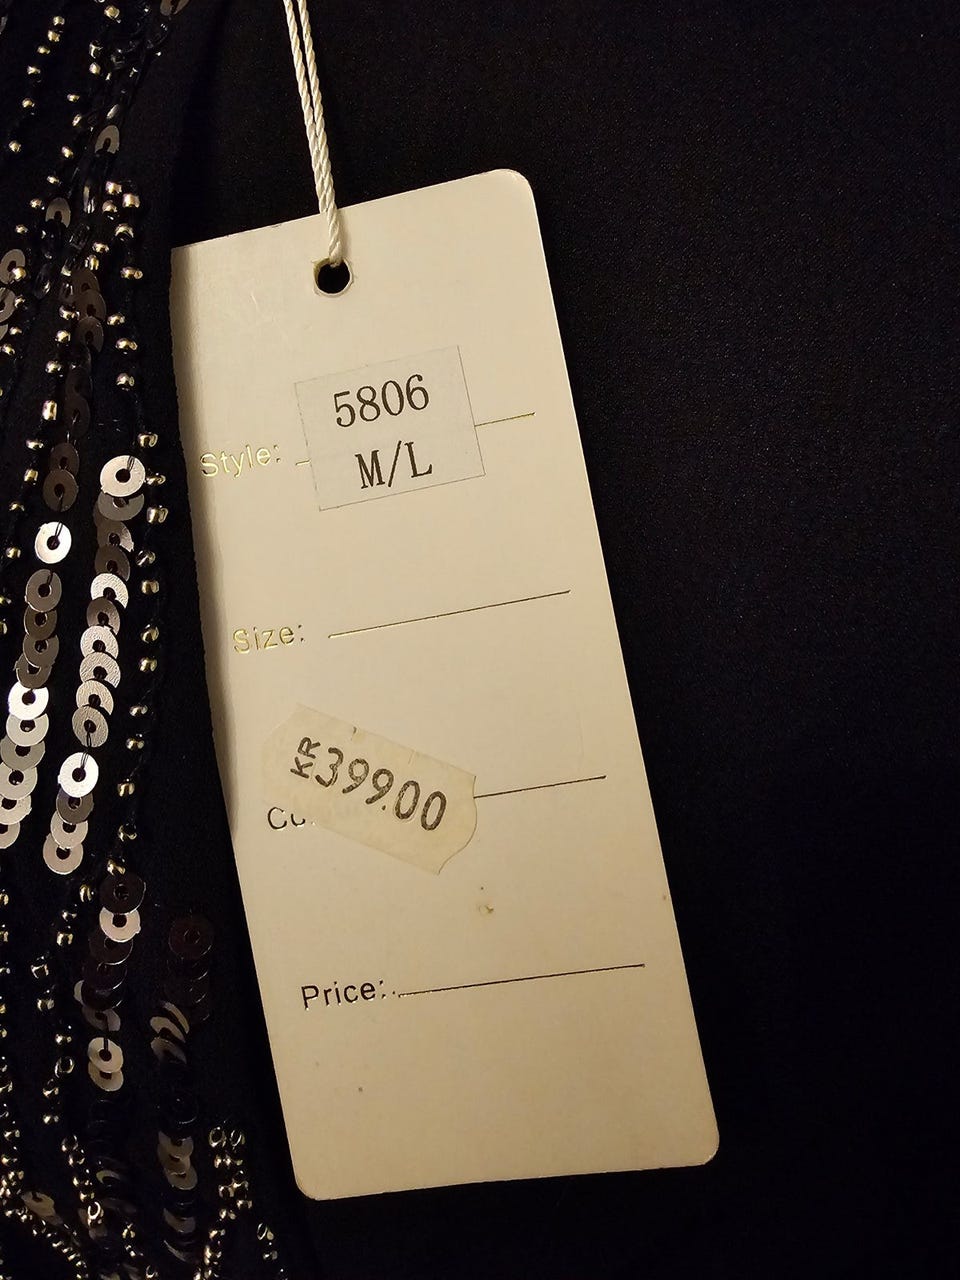 5806
M/L
Style:
Size:
KR 399.00
Price: